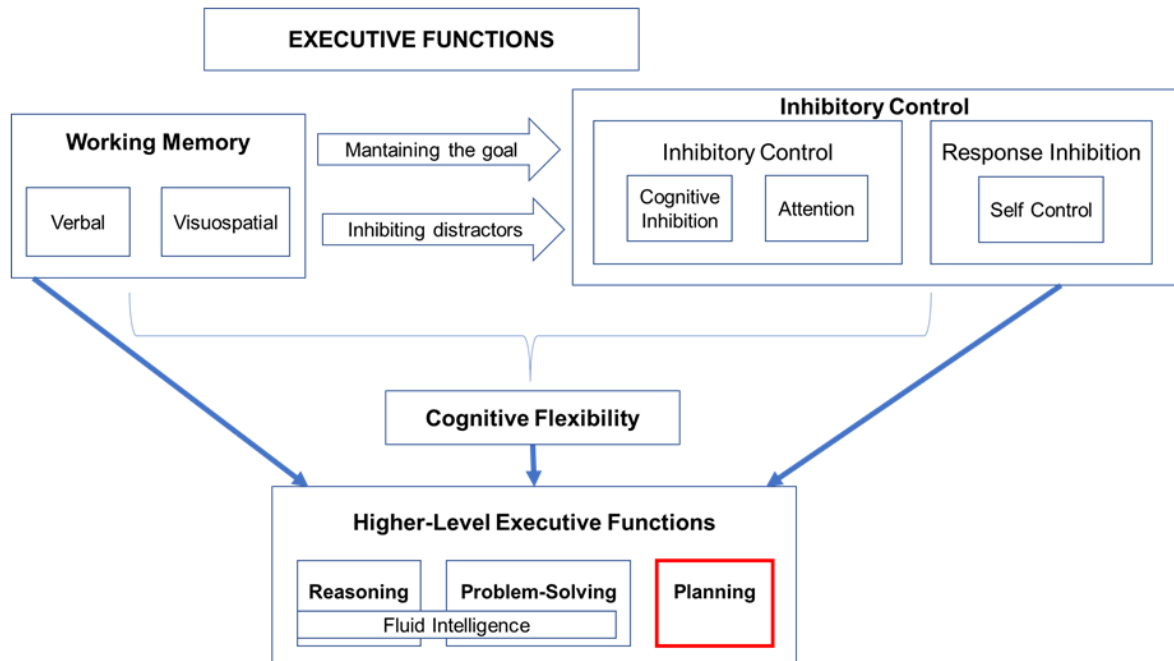 EXECUTIVE FUNCTIONS
Working Memory
Verbal
Visuospatial
Mantaining the goal
Inhibiting distractors
Inhibitory Control
Inhibitory Control
Cognitive
Inhibition
Attention
Response Inhibition
Self Control
Cognitive Flexibility
Higher-Level Executive Functions
Reasoning
Problem-Solving
Planning
Fluid Intelligence